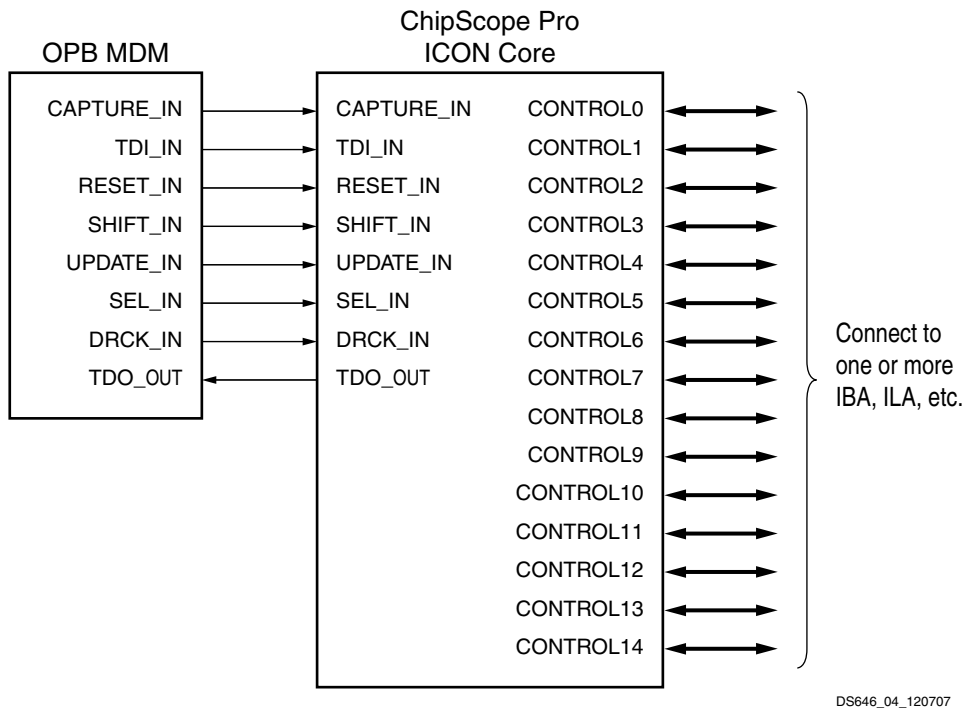 ChipScope Pro
ICON Core
OPB MDM
CAPTURE_IN
TDI_IN
RESET_IN
SHIFT_IN
UPDATE_IN
SEL_IN
DRCK_IN
TDO_OUT
CAPTURE_IN
TDI_IN
RESET_IN
SHIFT_IN
UPDATE_IN
SEL_IN
DRCK_IN
TDO_OUT
CONTROL0
CONTROL1
CONTROL2
CONTROL3
CONTROL4
CONTROL5
CONTROL6
CONTROL7
CONTROL8
CONTROL9
CONTROL10
CONTROL11
CONTROL12
CONTROL13
CONTROL14
Connect to
one or more
IBA, ILA, etc.
DS646_04_120707